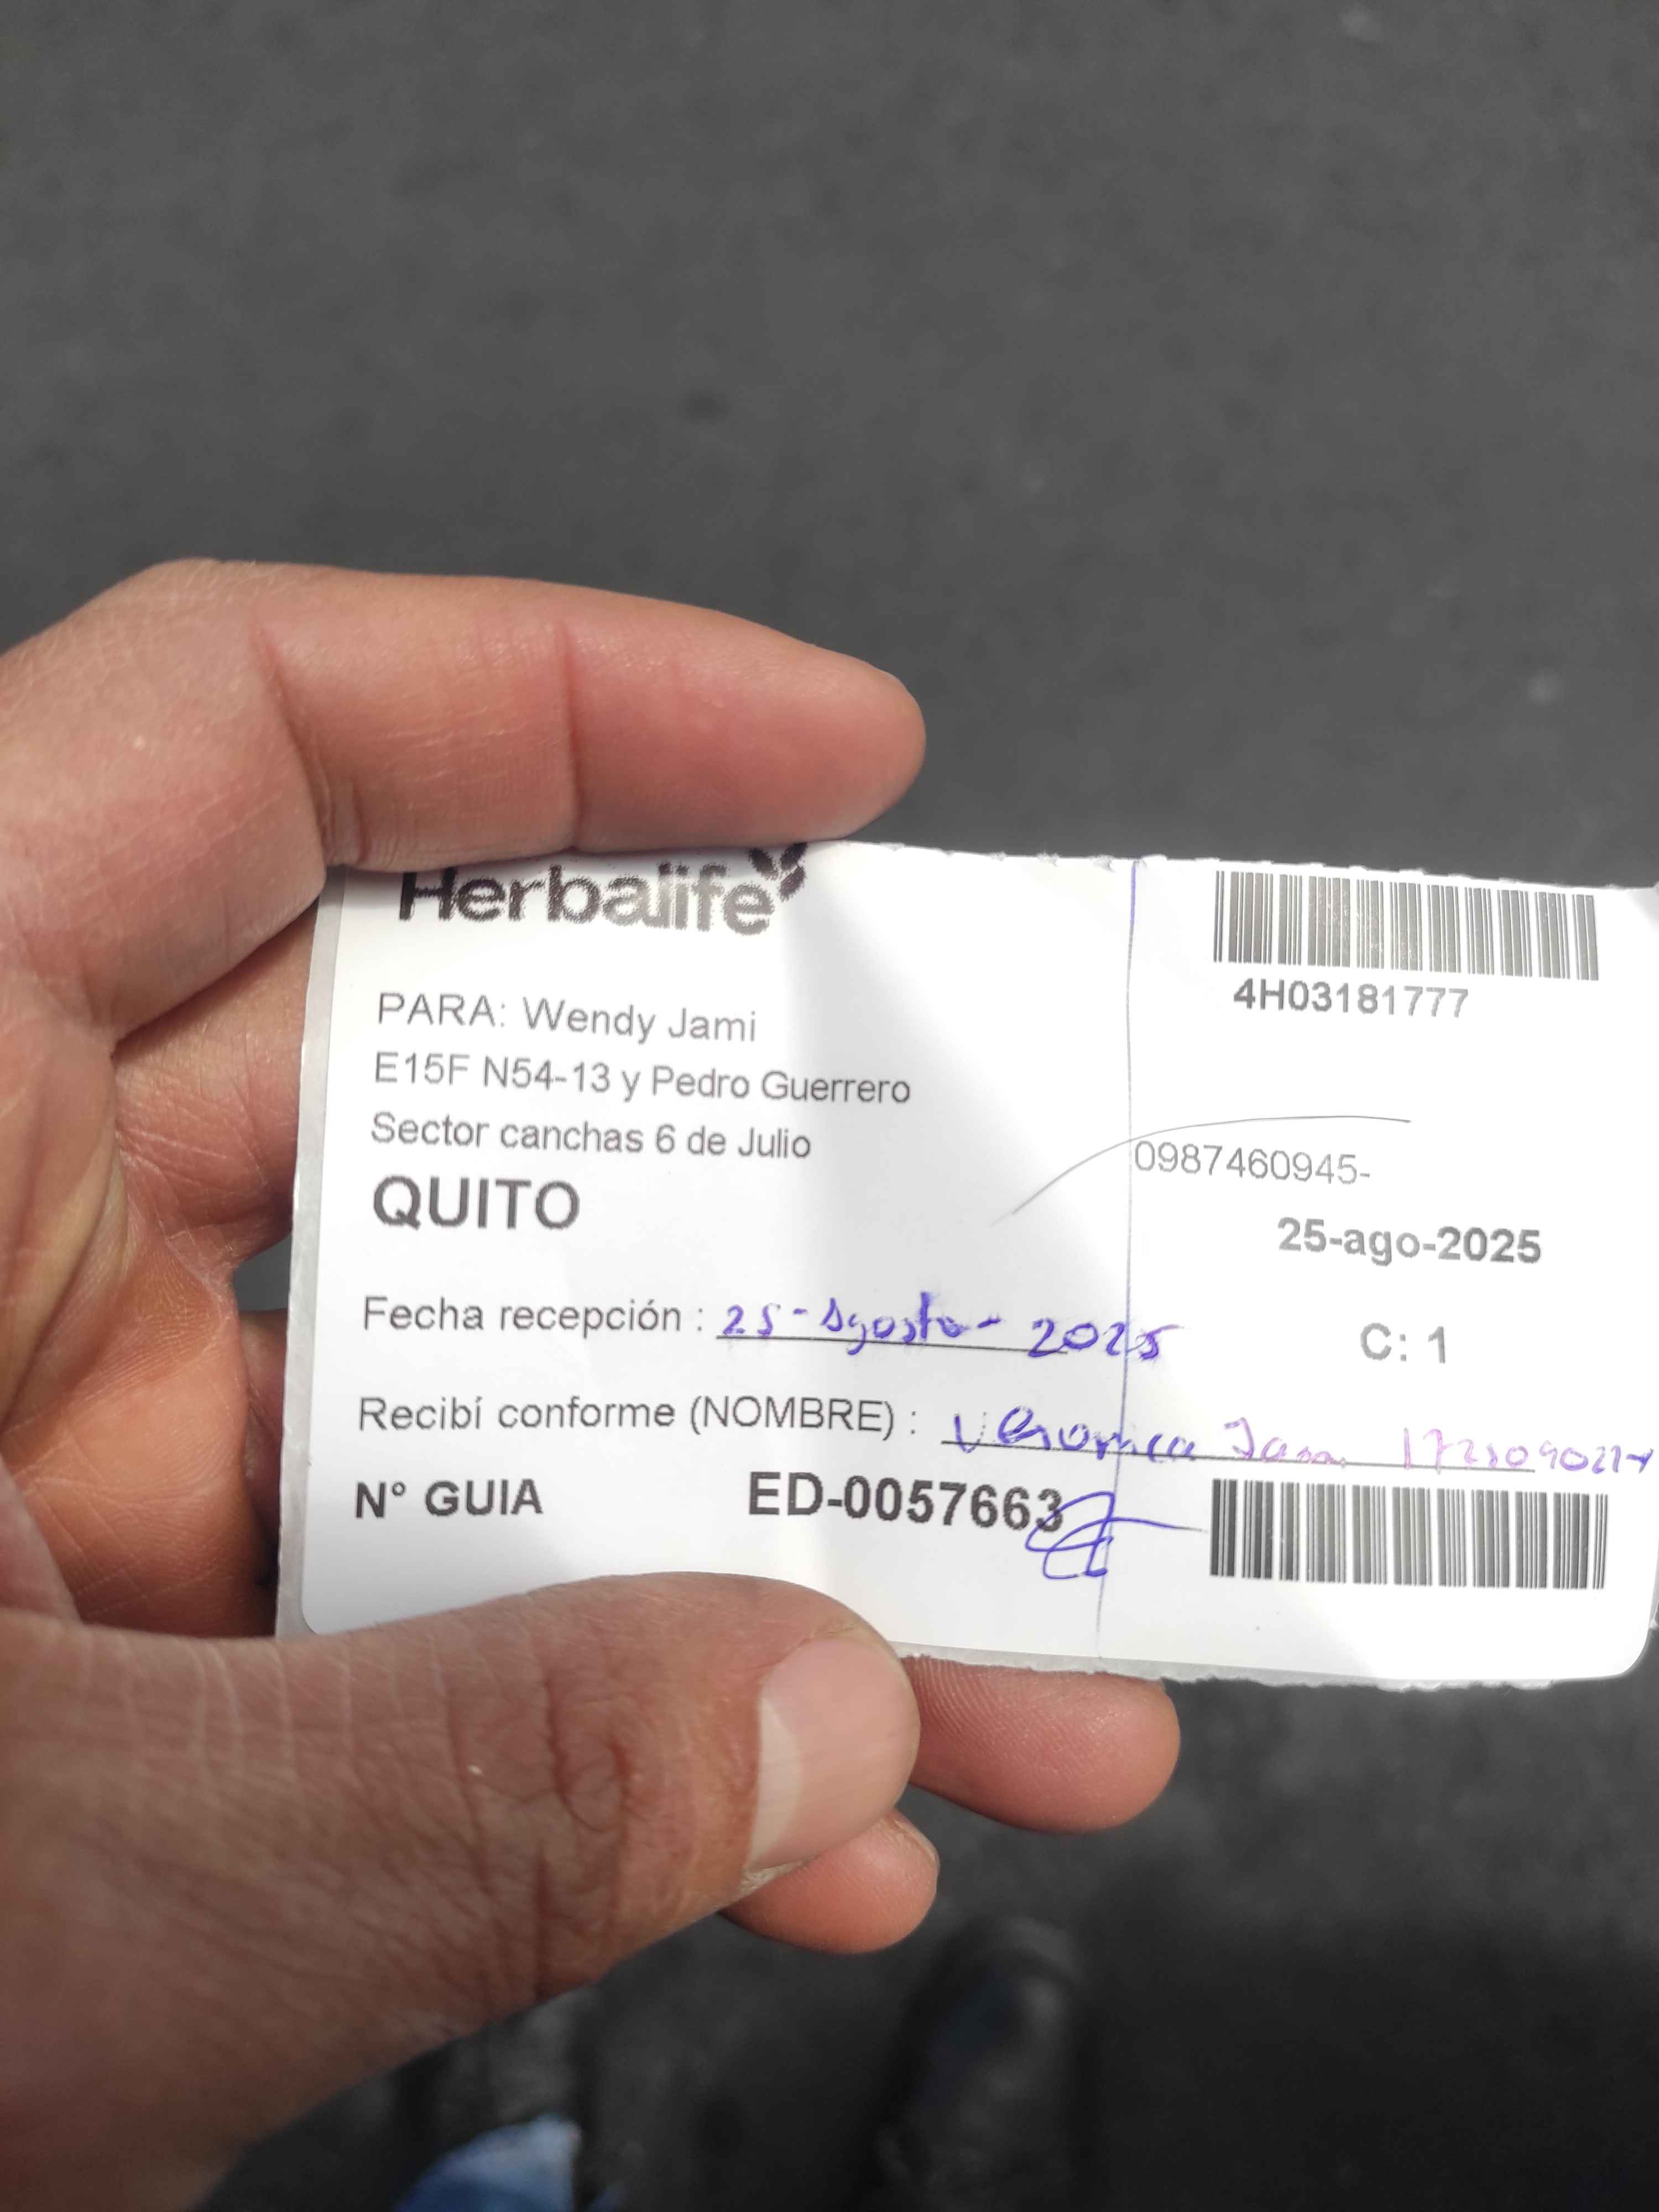 Herbalife
4H03181777
PARA: Wendy Jami
E15F N54-13 y Pedro Guerrero
Sector canchas 6 de Julio
0987460945-
QUITO
25-ago-2025
Fecha recepción : 25-Agosto-2025
C: 1
Recibí conforme (NOMBRE) : Veronica
N° GUIA ED-0057663